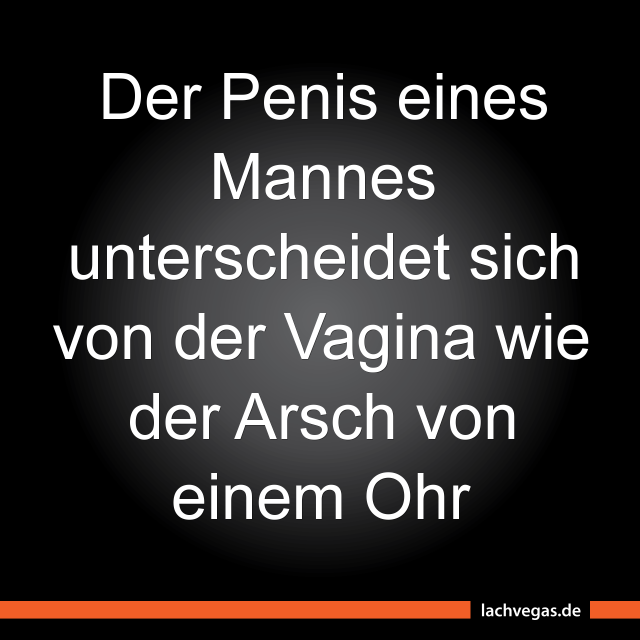 Der Penis eines
Mannes
unterscheidet sich
von der Vagina wie
der Arsch von
einem Ohr
lachvegas.de